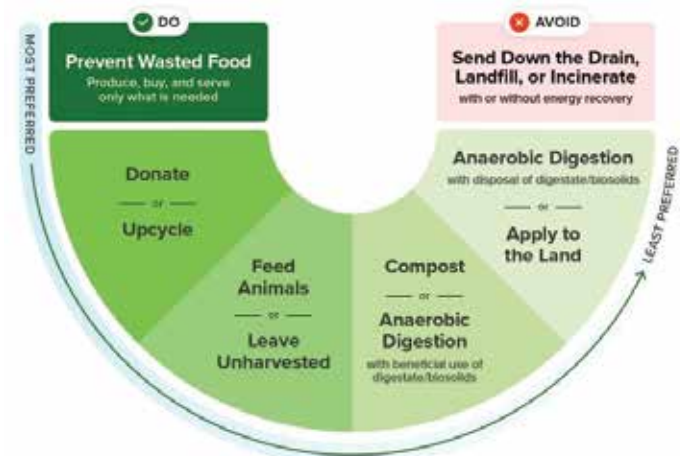 DO
Prevent Wasted Food
Produce, buy, and serve
only what is needed
AVOID
Send Down the Drain,
Landfill, or Incinerate
with or without energy recovery
MOST PREFERRED
Donate
or
Upcycle
Feed
Animals
or
Leave
Unharvested
Compost
or
Anaerobic
Digestion
with beneficial use of
digestate/biosolids
Anaerobic Digestion
with disposal of digestate/biosolids
or
Apply to
the Land
LEAST PREFERRED